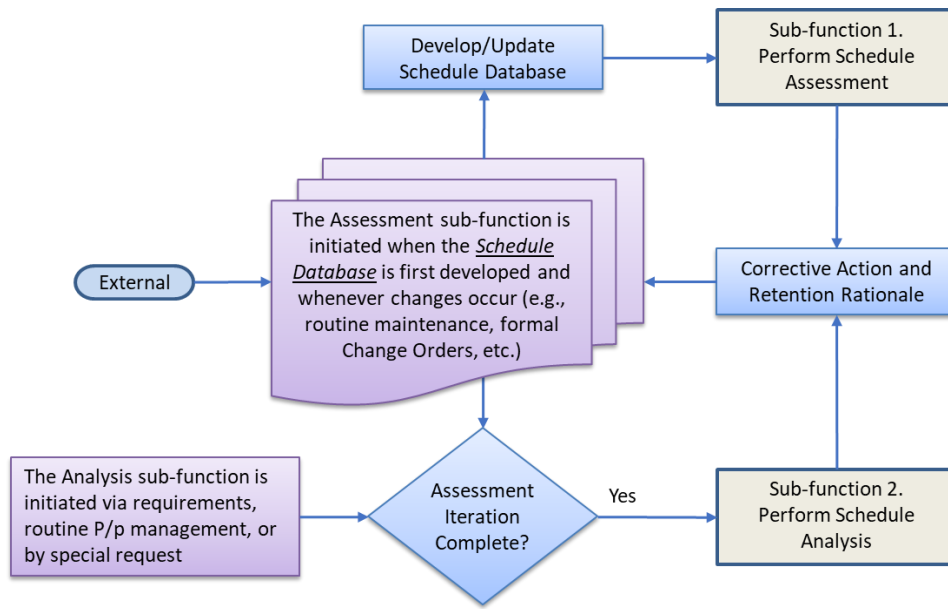 Develop/Update
Schedule Database
Sub-function 1.
Perform Schedule
Assessment
The Assessment sub-function is
initiated when the Schedule
Database is first developed and
whenever changes occur (e.g.,
routine maintenance, formal
Change Orders, etc.)
External
Corrective Action and
Retention Rationale
The Analysis sub-function is
initiated via requirements,
routine P/p management, or
by special request
Assessment
Iteration
Complete?
Yes
Sub-function 2.
Perform Schedule
Analysis